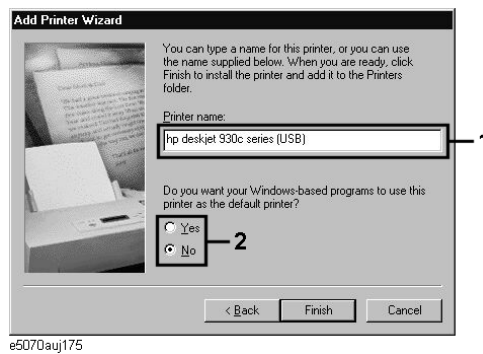 Add Printer Wizard
You can type a name for this printer, or you can use
the name supplied below. When you are ready, click
Finish to install the printer and add it to the Printers
folder.
Printer name:
hp deskjet 930c series (USB)
1
Do you want your Windows-based programs to use this
printer as the default printer?
Yes
No
2
< Back Finish Cancel
e5070auj175